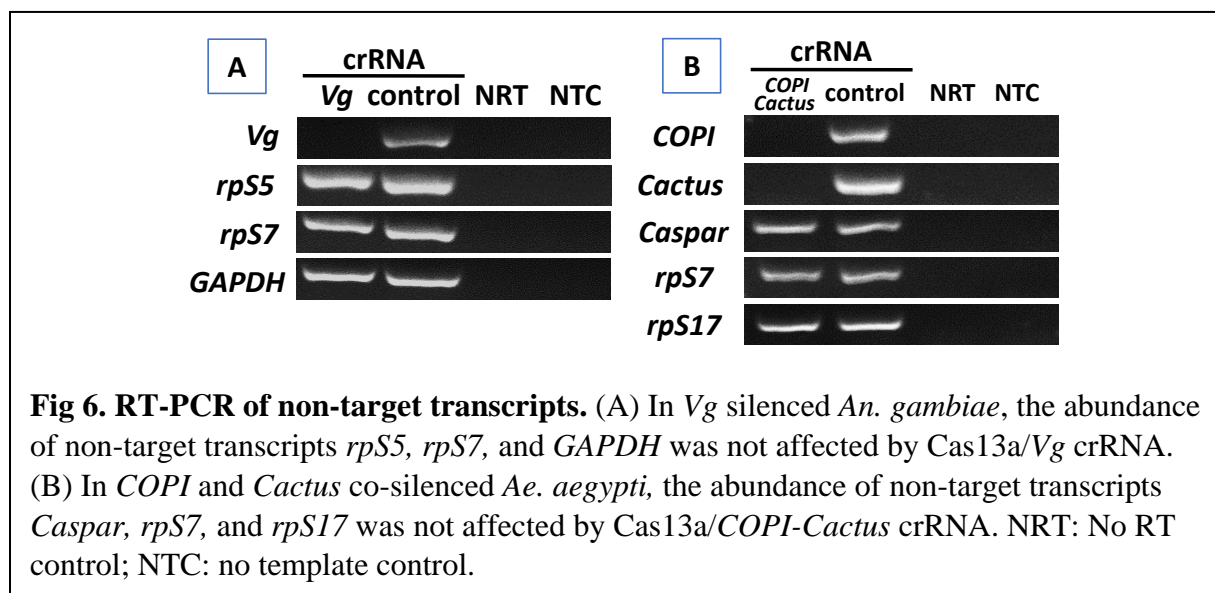 A
crRNA
Vg control NRT NTC
Vg
rpS5
rpS7
GAPDH
B
crRNA
COPI
Cactus control NRT NTC
COPI
Cactus
Caspar
rpS7
rpS17
Fig 6. RT-PCR of non-target transcripts. (A) In Vg silenced An. gambiae, the abundance
of non-target transcripts rpS5, rpS7, and GAPDH was not affected by Cas13a/Vg crRNA.
(B) In COPI and Cactus co-silenced Ae. aegypti, the abundance of non-target transcripts
Caspar, rpS7, and rpS17 was not affected by Cas13a/COPI-Cactus crRNA. NRT: No RT
control; NTC: no template control.